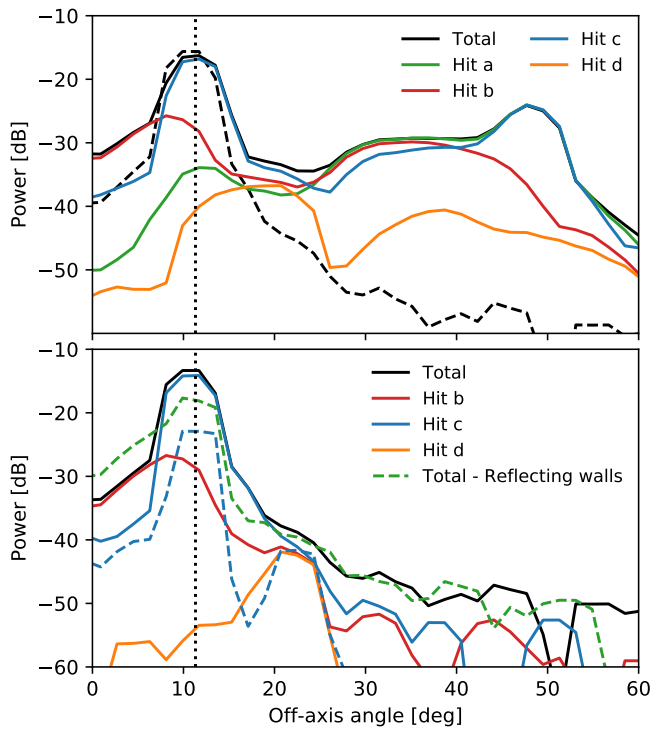 −10
−20
−30
−40
−50
Power [dB]
Total
Hit a
Hit b
Hit c
Hit d
−10
−20
−30
−40
−50
−60
Power [dB]
Total
Hit b
Hit c
Hit d
Total - Reflecting walls
0 10 20 30 40 50 60
Off-axis angle [deg]